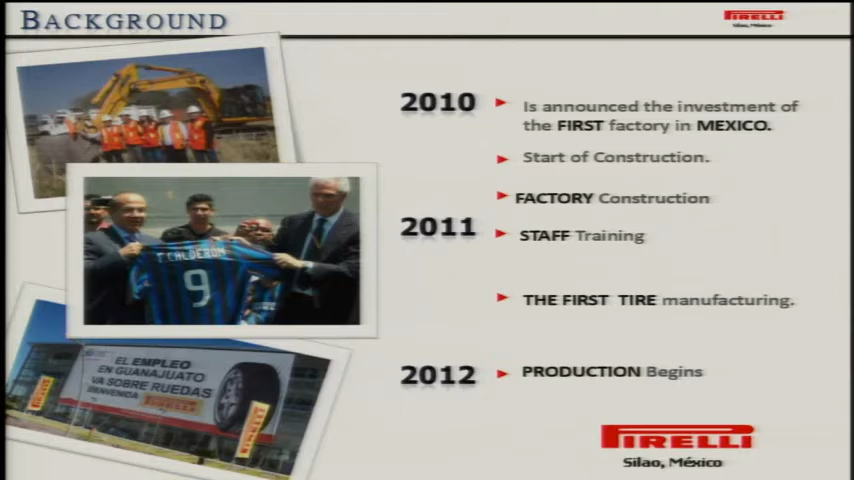 BACKGROUND
PIRELLI
Silao, México
2010
Is announced the investment of
the FIRST factory in MEXICO.
Start of Construction.
FACTORY Construction
2011
STAFF Training
THE FIRST TIRE manufacturing.
2012
PRODUCTION Begins
F.CALDERON
9
EL EMPLEO
EN GUANAJUATO
VA SOBRE RUEDAS
BIENVENIDA PIRELLI
PIRELLI
PIRELLI
PIRELLI
Silao, México